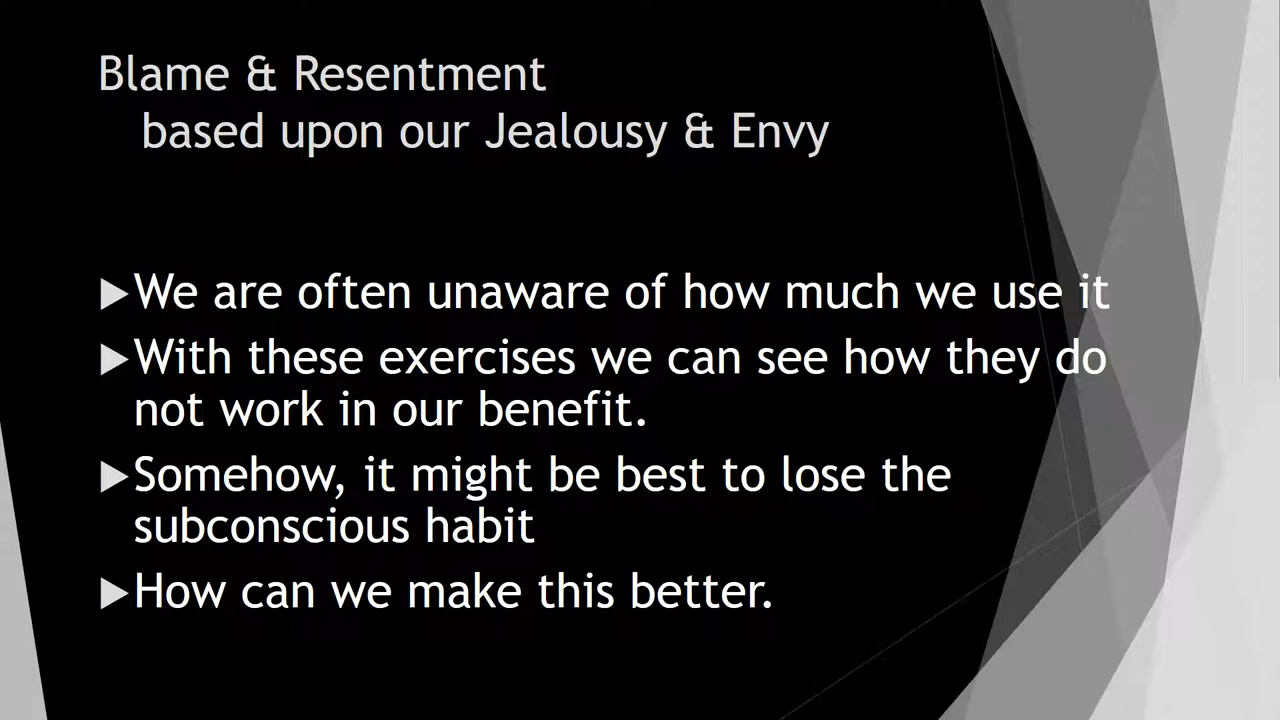 Blame & Resentment
based upon our Jealousy & Envy
We are often unaware of how much we use it
With these exercises we can see how they do
not work in our benefit.
Somehow, it might be best to lose the
subconscious habit
How can we make this better.